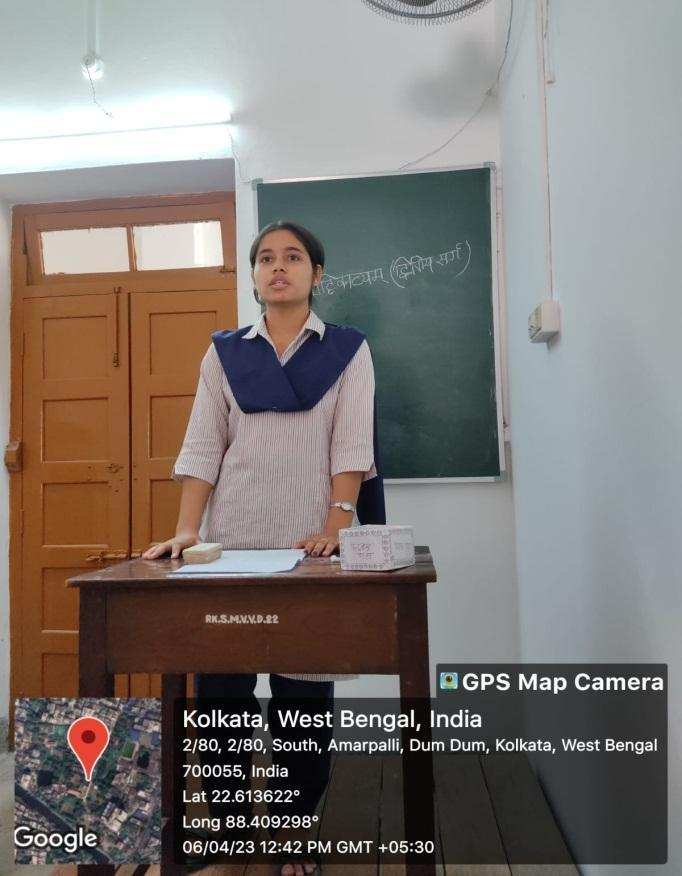 हिकाव्यम् (द्वितीय सर्ग)
RK.S.M.V.V.D.22
GPS Map Camera
Kolkata, West Bengal, India
2/80, 2/80, South, Amarpalli, Dum Dum, Kolkata, West Bengal
700055, India
Lat 22.613622°
Long 88.409298°
06/04/23 12:42 PM GMT +05:30
Google